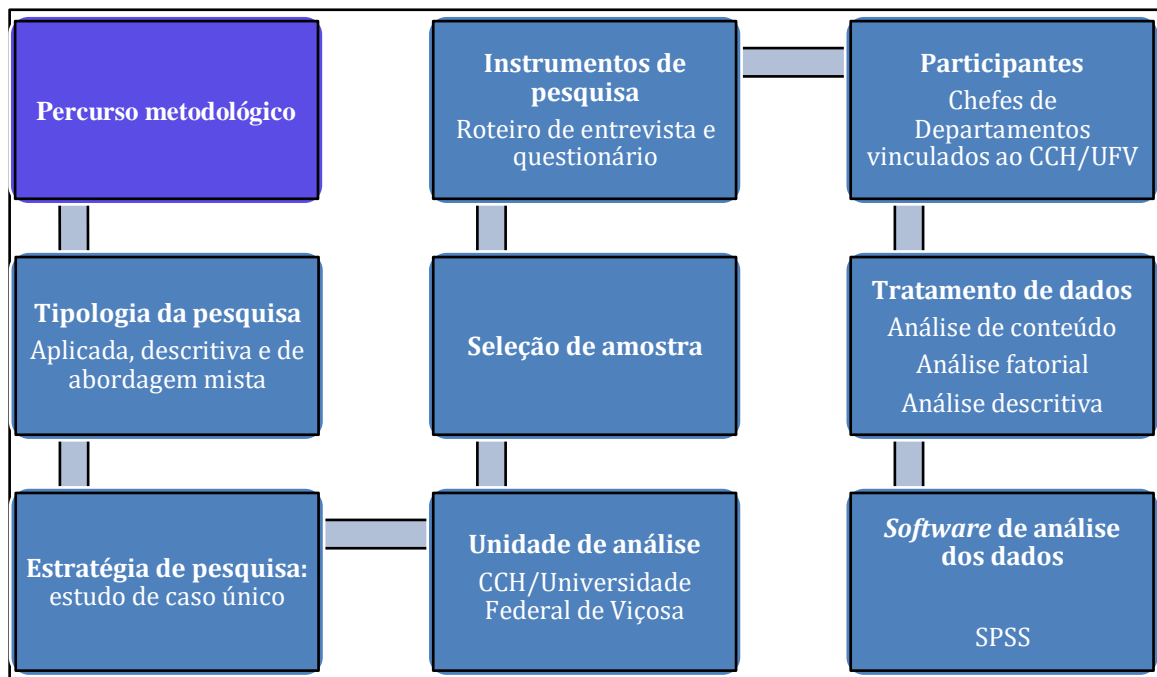 Percurso metodológico
Tipologia da pesquisa
Aplicada, descritiva e de
abordagem mista
Estratégia de pesquisa:
estudo de caso único
Unidade de análise
CCH/Universidade
Federal de Viçosa
Seleção de amostra
Instrumentos de
pesquisa
Roteiro de entrevista e
questionário
Participantes
Chefes de
Departamentos
vinculados ao CCH/UFV
Tratamento de dados
Análise de conteúdo
Análise fatorial
Análise descritiva
Software de análise
dos dados
SPSS